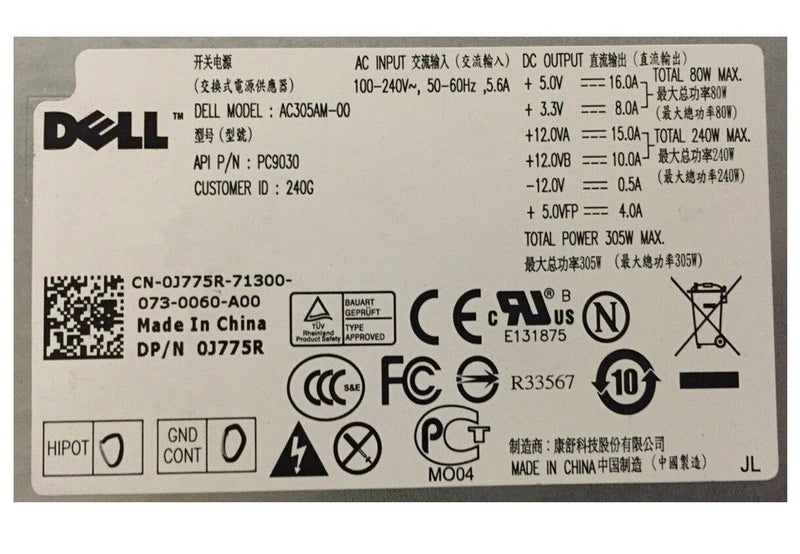 DELL™
开关电源
(交換式電源供應器)
DELL MODEL : AC305AM-00
型号(型號)
API P/N : PC9030
CUSTOMER ID : 240G
AC INPUT 交流输入 (交流輸入)
100-240V~, 50-60Hz ,5.6A
DC OUTPUT 直流输出 (直流輸出)
+ 5.0V 16.0A
+ 3.3V 8.0A
TOTAL 80W MAX.
最大总功率80W
(最大總功率80W)
+12.0VA 15.0A
+12.0VB 10.0A
TOTAL 240W MAX.
最大总功率240W
(最大總功率240W)
-12.0V 0.5A
+ 5.0VFP 4.0A
TOTAL POWER 305W MAX.
最大总功率305W (最大總功率305W)
CN-0J775R-71300-
073-0060-A00
Made In China
DP/N 0J775R
TÜV
Rheinland
Product Safety
BAUART
GEPRÜFT
TYPE
APPROVED
CE
c RU® US B
E131875
N
CCC S&E
FC
R33567
10
HIPOT
GND
CONT
PCT
MO04
制造商: 康舒科技股份有限公司
MADE IN CHINA中国制造 (中國製造)
JL